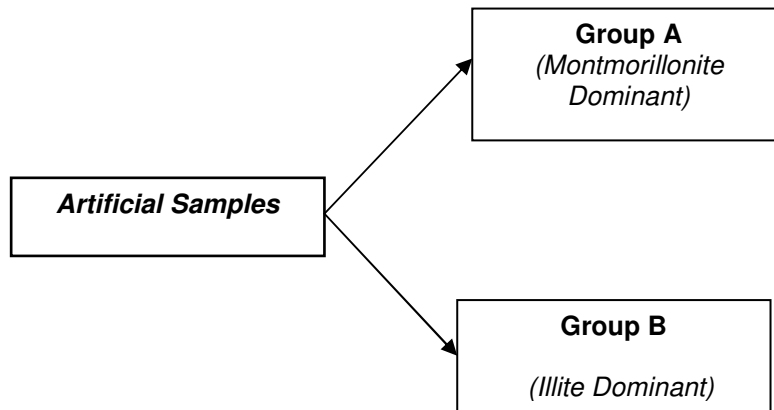 Group A
(Montmorillonite
Dominant)
Artificial Samples
Group B
(Illite Dominant)